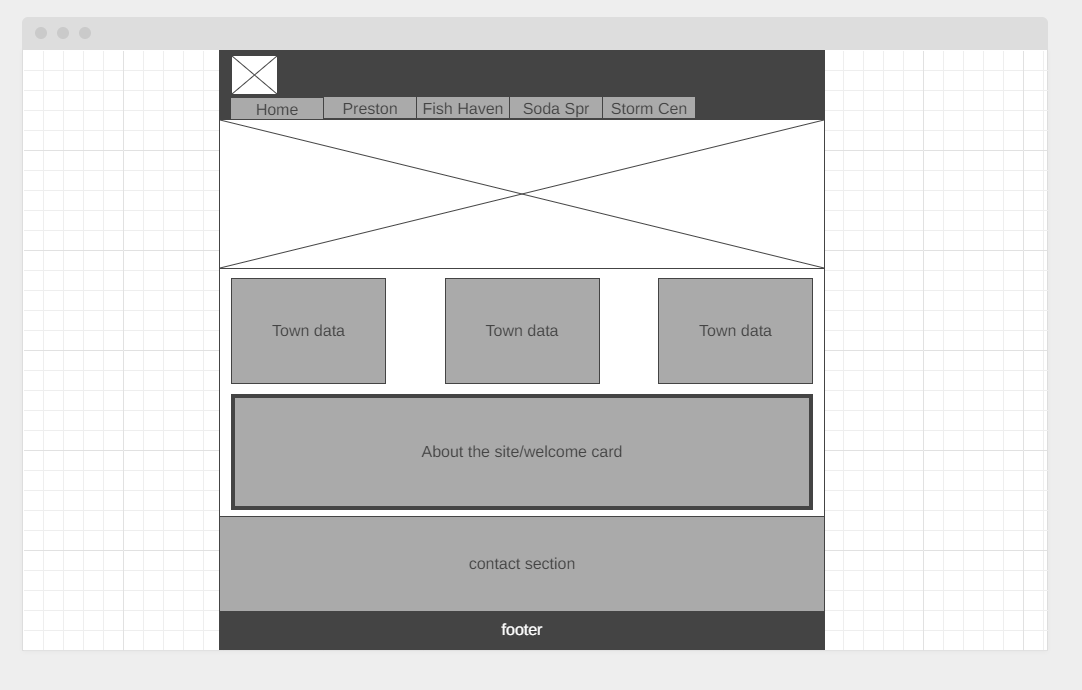 Home Preston Fish Haven Soda Spr Storm Cen
Town data Town data Town data
About the site/welcome card
contact section
footer